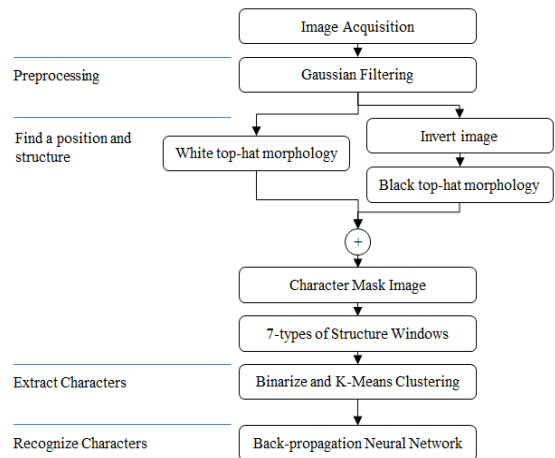 Image Acquisition
Preprocessing
Gaussian Filtering
Find a position and
structure
White top-hat morphology
Invert image
Black top-hat morphology
+
Character Mask Image
7-types of Structure Windows
Extract Characters
Binarize and K-Means Clustering
Recognize Characters
Back-propagation Neural Network